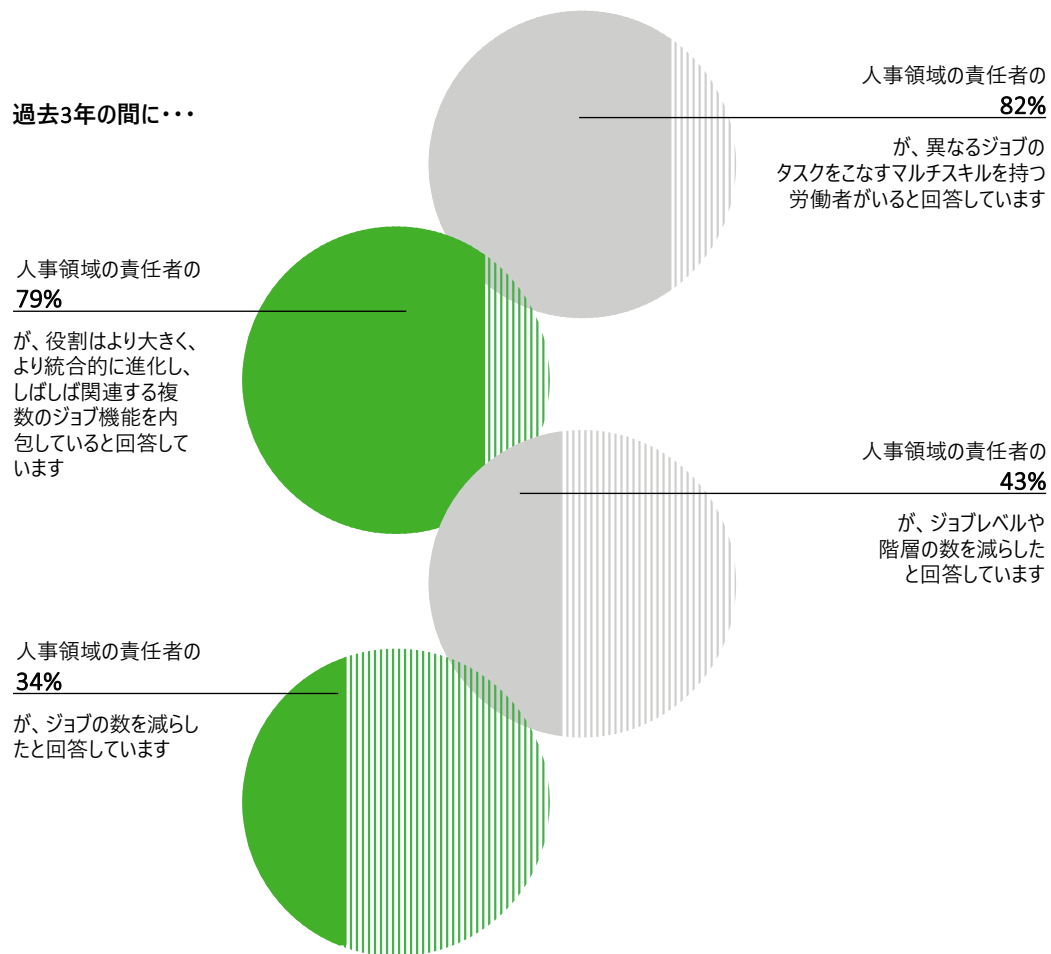 過去3年の間に・・・
人事領域の責任者の
82%
が、異なるジョブの
タスクをこなすマルチスキルを持つ
労働者がいると回答しています
人事領域の責任者の
79%
が、役割はより大きく、
より統合的に進化し、
しばしば関連する複
数のジョブ機能を内
包していると回答して
います
人事領域の責任者の
43%
が、ジョブレベルや
階層の数を減らした
と回答しています
人事領域の責任者の
34%
が、ジョブの数を減らし
たと回答しています